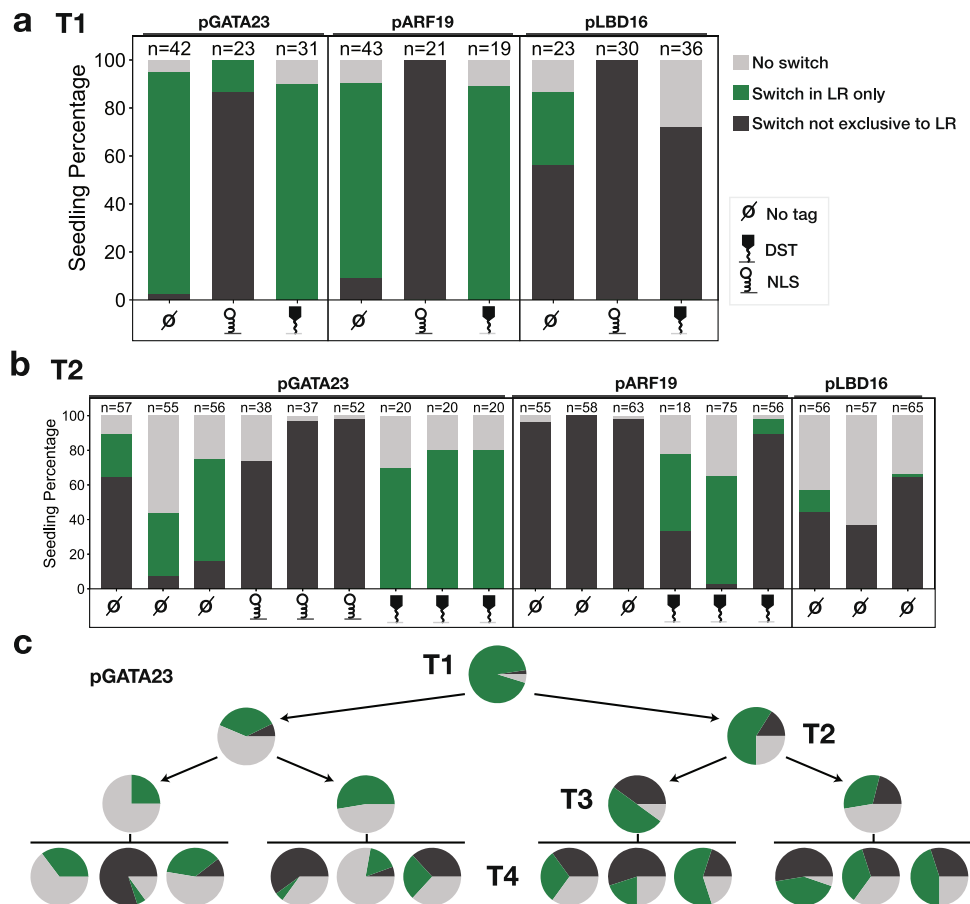 a T1
pGATA23 pARF19 pLBD16
n=42 n=23 n=31 n=43 n=21 n=19 n=23 n=30 n=36
Seedling Percentage
100
80
60
40
20
0
No switch
Switch in LR only
Switch not exclusive to LR
Ø No tag
DST
NLS
Ø Ø Ø
b T2
pGATA23 pARF19 pLBD16
n=57 n=55 n=56 n=38 n=37 n=52 n=20 n=20 n=20 n=55 n=58 n=63 n=18 n=75 n=56 n=56 n=57 n=65
Seedling Percentage
100
80
60
40
20
0
Ø Ø Ø Ø Ø Ø Ø Ø Ø
c
pGATA23
T1
T2
T3
T4